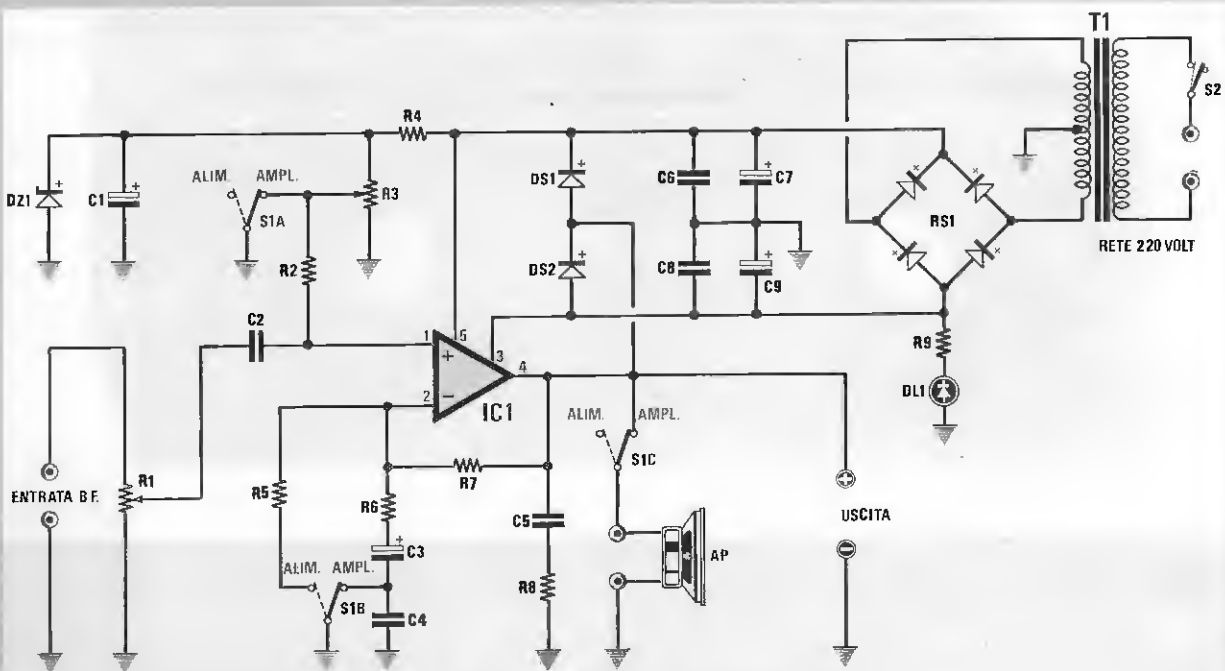 T1
S2
R4
DZ1
C1
ALIM. AMPL.
R3
S1A
DS1
C6
C7
RS1
RETE 220 VOLT
R2
DS2
C8
C9
C2
1
5
3
R9
4
2
IC1
DL1
ALIM. AMPL.
S1C
R1
R7
ENTRATA B.F.
R5
R6
C5
USCITA
C3
AP
ALIM. AMPL.
R8
S1B
C4